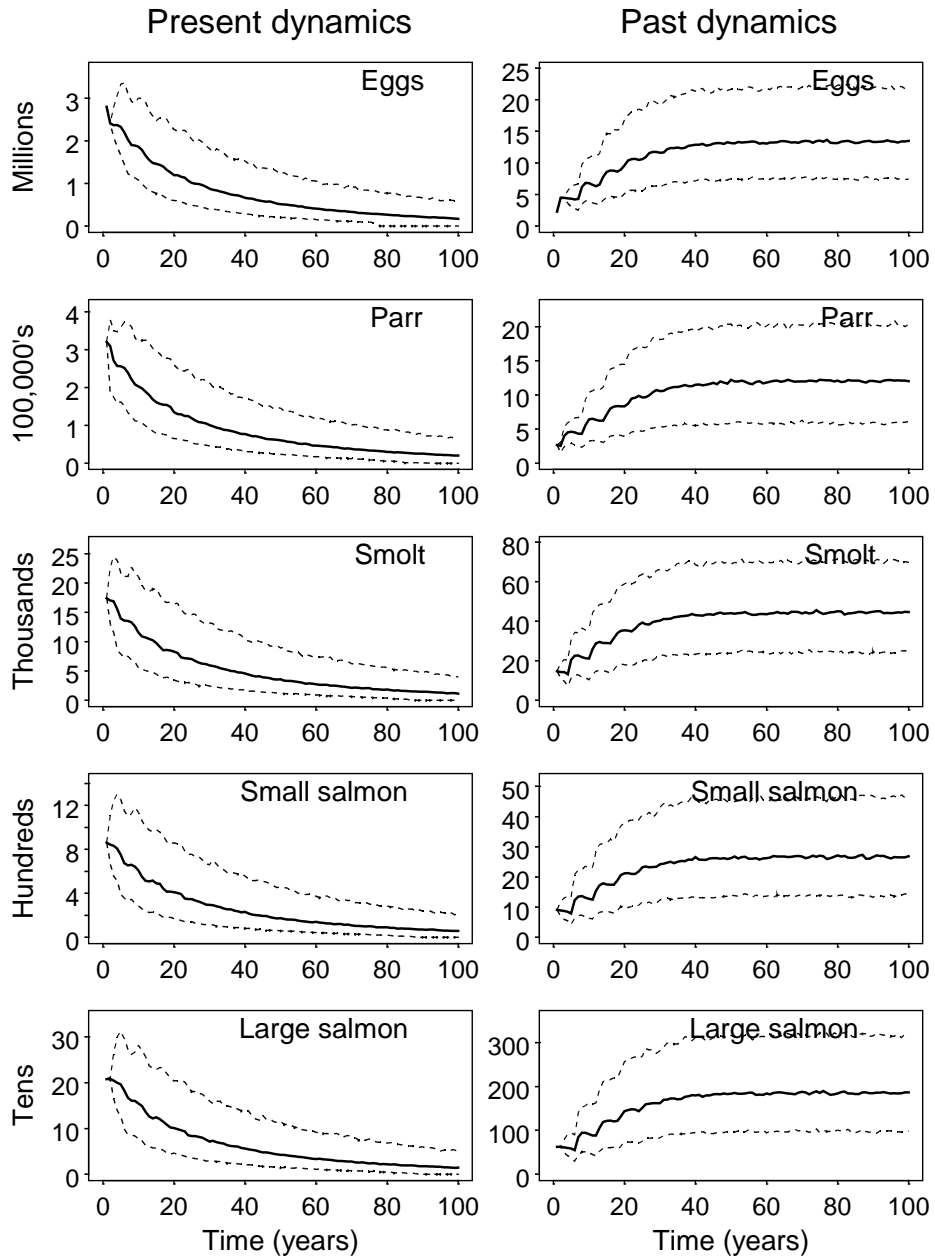 Present dynamics
Past dynamics
Millions
Eggs
3
2
1
0
0 20 40 60 80 100
Eggs
25
20
15
10
5
0
0 20 40 60 80 100
100,000's
Parr
4
3
2
1
0
0 20 40 60 80 100
Parr
20
15
10
5
0
0 20 40 60 80 100
Thousands
Smolt
25
20
15
10
5
0
0 20 40 60 80 100
Smolt
80
60
40
20
0
0 20 40 60 80 100
Hundreds
Small salmon
12
8
4
0
0 20 40 60 80 100
Small salmon
50
40
30
20
10
0
0 20 40 60 80 100
Tens
Large salmon
30
20
10
0
0 20 40 60 80 100
Time (years)
Large salmon
300
200
100
0
0 20 40 60 80 100
Time (years)